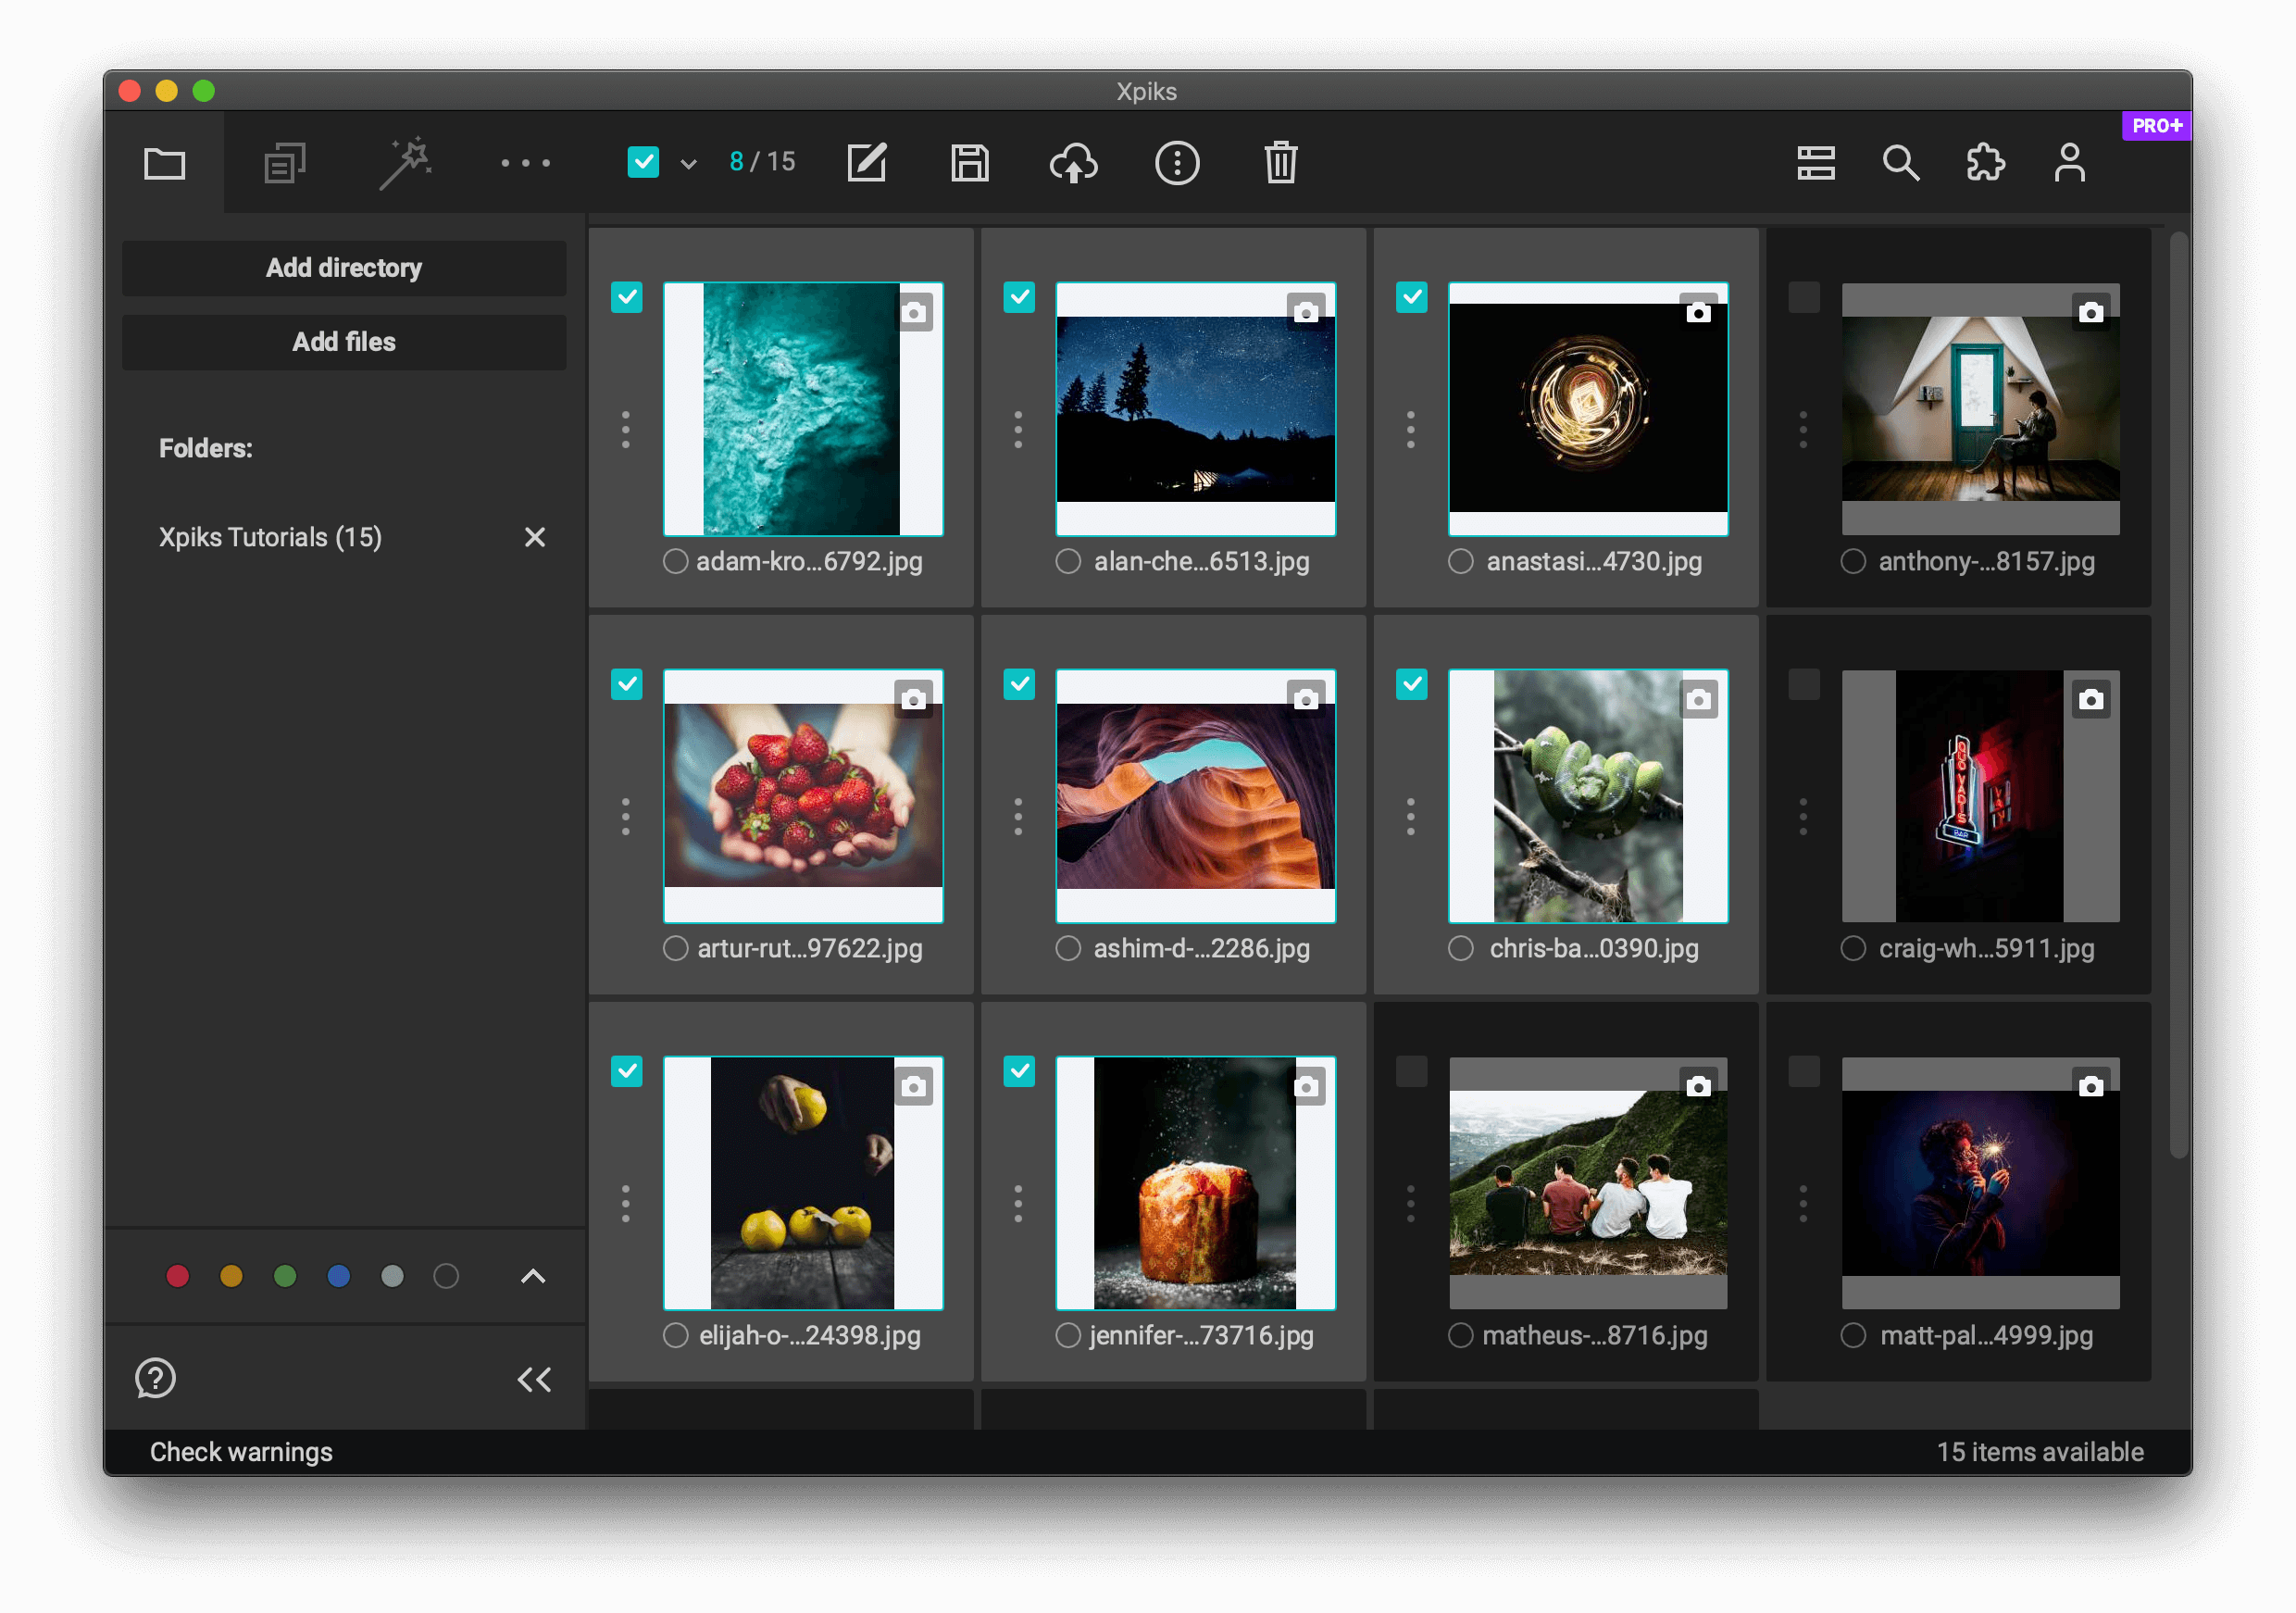 Xpiks
PRO+
8 / 15
Add directory
Add files
Folders:
Xpiks Tutorials (15)
adam-kro...6792.jpg
alan-che...6513.jpg
anastasi...4730.jpg
anthony-...8157.jpg
QUO VADIS
BAR
artur-rut...97622.jpg
ashim-d-...2286.jpg
chris-ba...0390.jpg
craig-wh...5911.jpg
elijah-o-...24398.jpg
jennifer-...73716.jpg
matheus-...8716.jpg
matt-pal...4999.jpg
Check warnings
15 items available